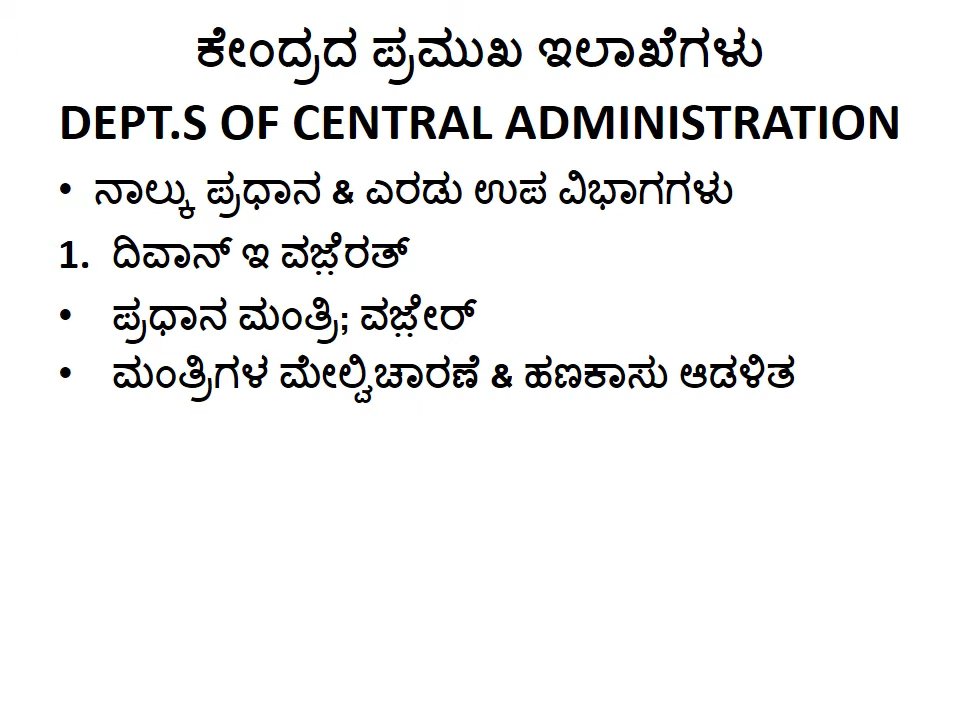 ಕೇಂದ್ರದ ಪ್ರಮುಖ ಇಲಾಖೆಗಳು
DEPT.S OF CENTRAL ADMINISTRATION
• ನಾಲ್ಕು ಪ್ರಧಾನ & ಎರಡು ಉಪ ವಿಭಾಗಗಳು
1. ದಿವಾನ್ ಇ ವಜ಼ೆರತ್
• ಪ್ರಧಾನ ಮಂತ್ರಿ; ವಜ಼ೇರ್
• ಮಂತ್ರಿಗಳ ಮೇಲ್ವಿಚಾರಣೆ & ಹಣಕಾಸು ಆಡಳಿತ